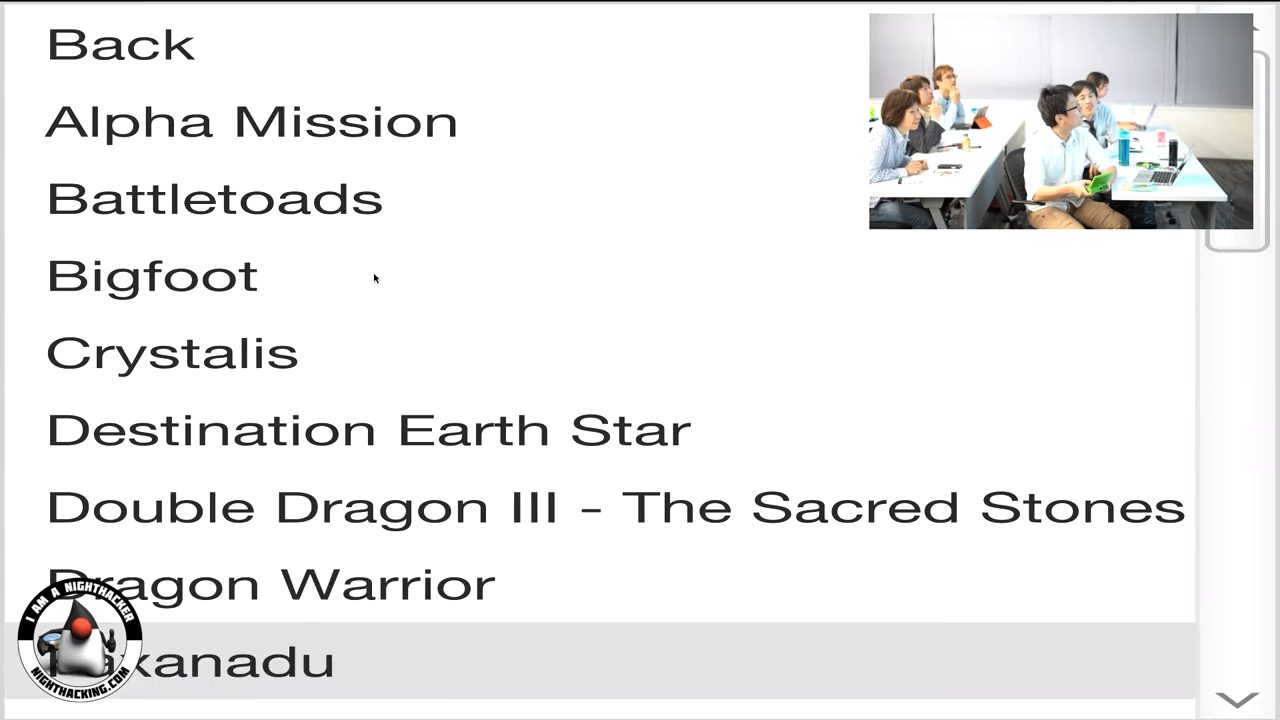 Back
Alpha Mission
Battletoads
Bigfoot
Crystalis
Destination Earth Star
Double Dragon III - The Sacred Stones
Dragon Warrior
Faxanadu
I AM A NIGHTHACKER
NIGHTHACKING.COM